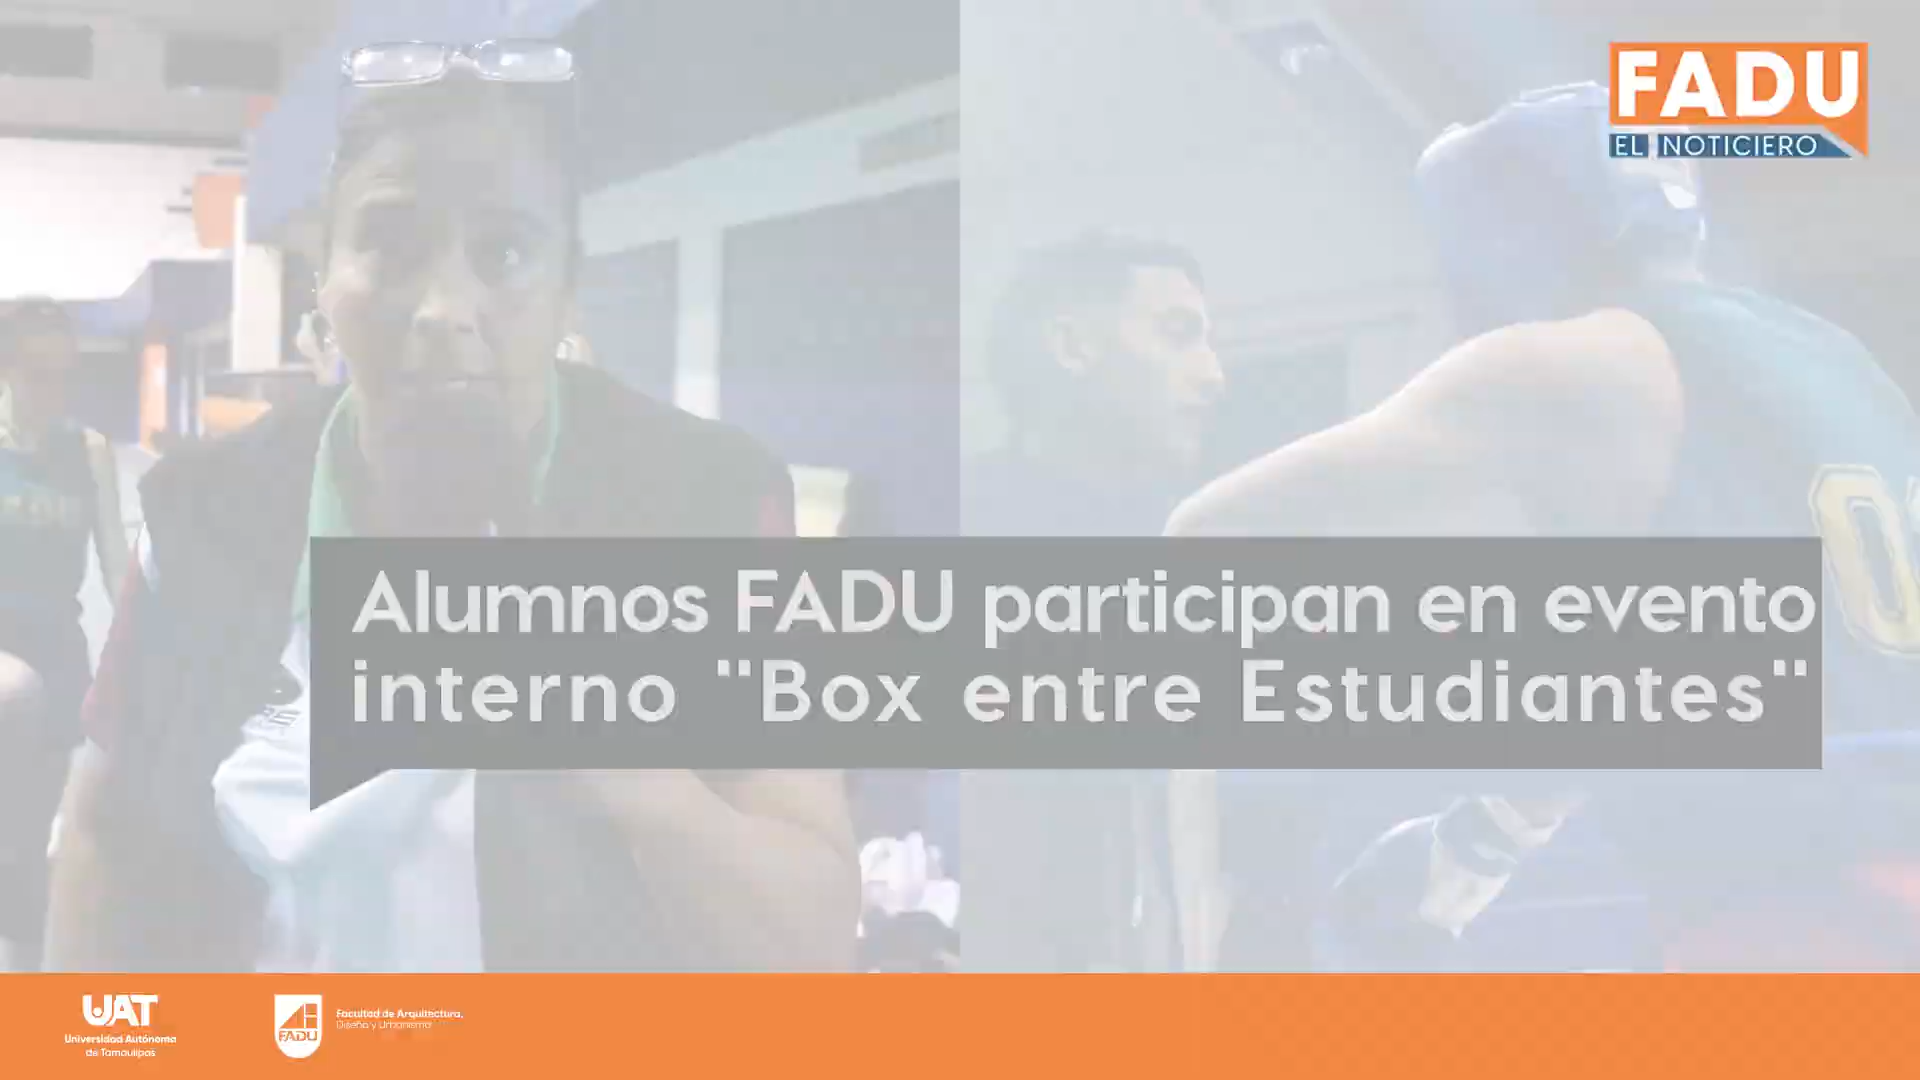 FADU
EL NOTICIERO
Alumnos FADU participan en evento
interno "Box entre Estudiantes"
UAT
Universidad Autónoma
de Tamaulipas
FADU
Facultad de Arquitectura,
Diseño y Urbanismo